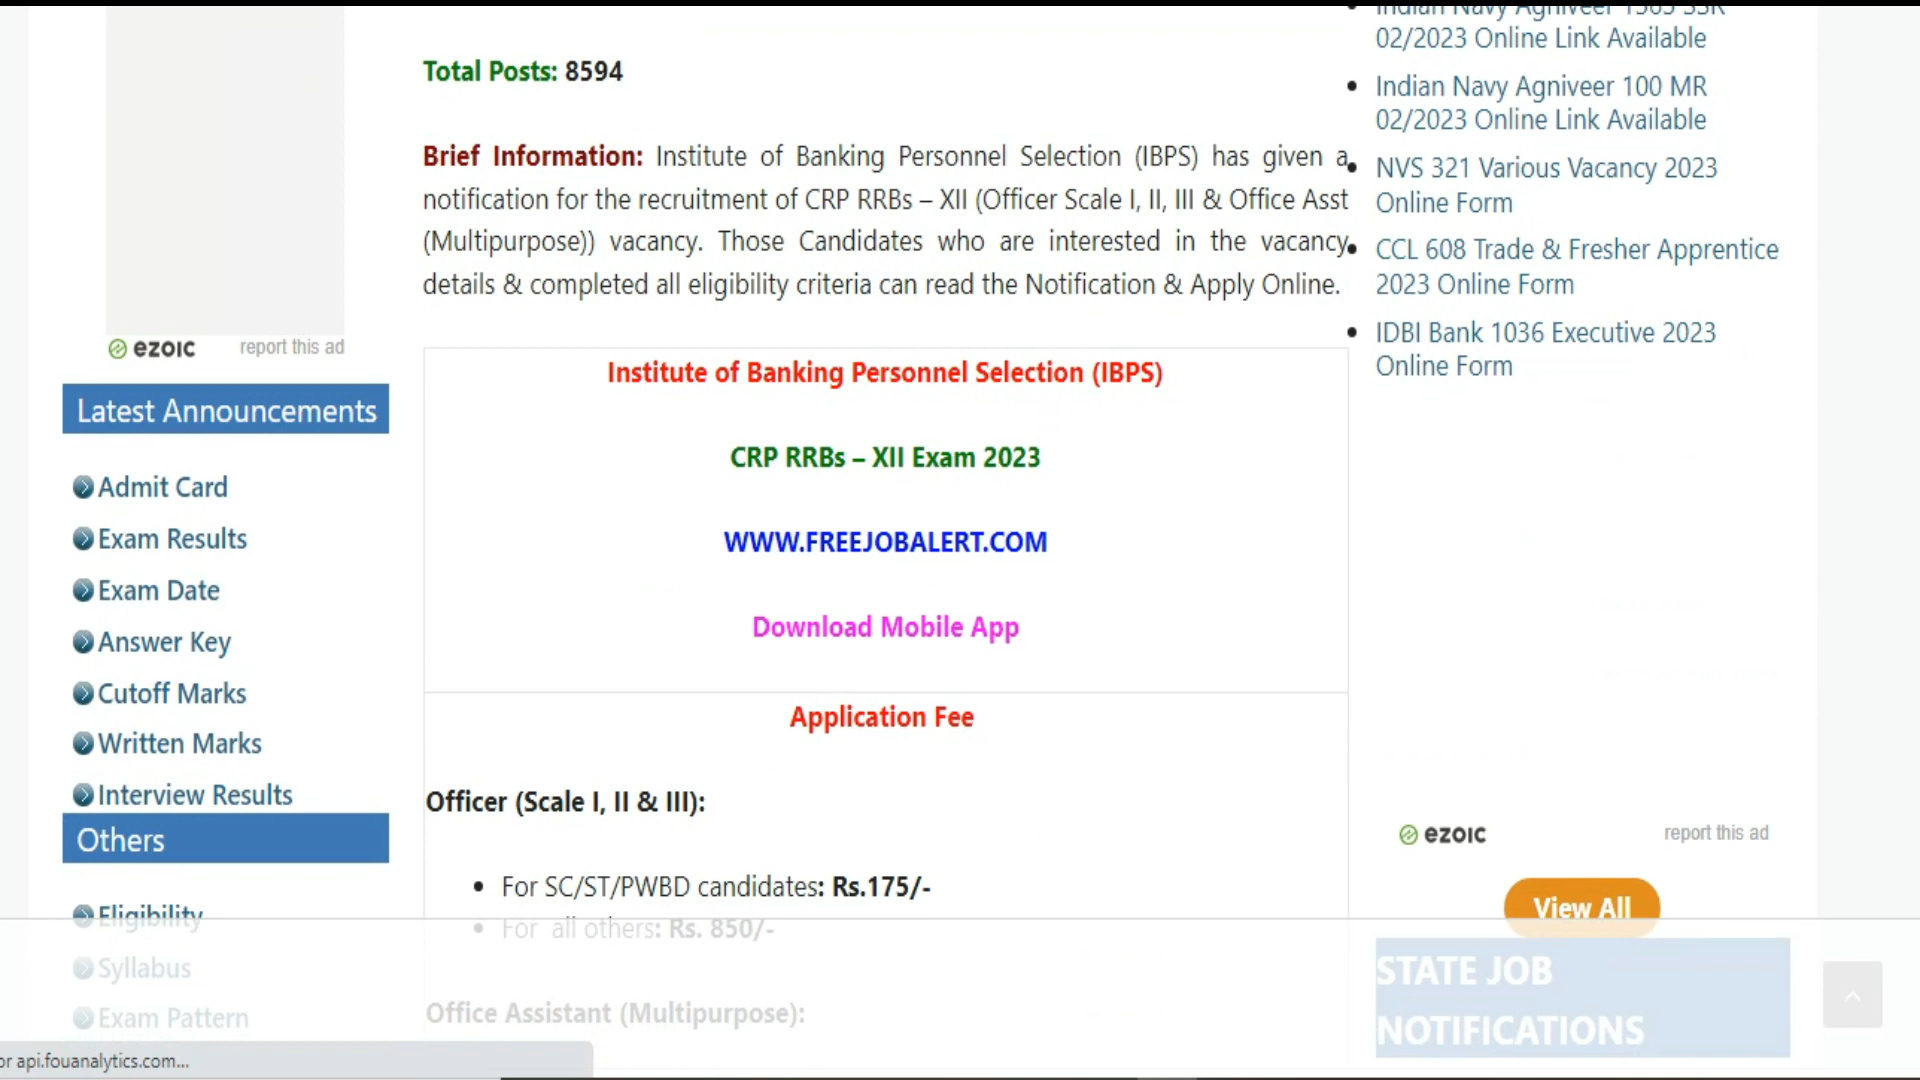 Total Posts: 8594
Brief Information: Institute of Banking Personnel Selection (IBPS) has given a
notification for the recruitment of CRP RRBs – XII (Officer Scale I, II, III & Office Asst
(Multipurpose)) vacancy. Those Candidates who are interested in the vacancy
details & completed all eligibility criteria can read the Notification & Apply Online.
Institute of Banking Personnel Selection (IBPS)
CRP RRBs – XII Exam 2023
WWW.FREEJOBALERT.COM
Download Mobile App
Application Fee
Officer (Scale I, II & III):
For SC/ST/PWBD candidates: Rs.175/-
For all others: Rs. 850/-
Office Assistant (Multipurpose):
ezoic
report this ad
Latest Announcements
Admit Card
Exam Results
Exam Date
Answer Key
Cutoff Marks
Written Marks
Interview Results
Others
Eligibility
Syllabus
Exam Pattern
or api.fouanalytics.com...
Indian Navy Agniveer 1365 SSR
02/2023 Online Link Available
Indian Navy Agniveer 100 MR
02/2023 Online Link Available
NVS 321 Various Vacancy 2023
Online Form
CCL 608 Trade & Fresher Apprentice
2023 Online Form
IDBI Bank 1036 Executive 2023
Online Form
ezoic
report this ad
View All
STATE JOB
NOTIFICATIONS